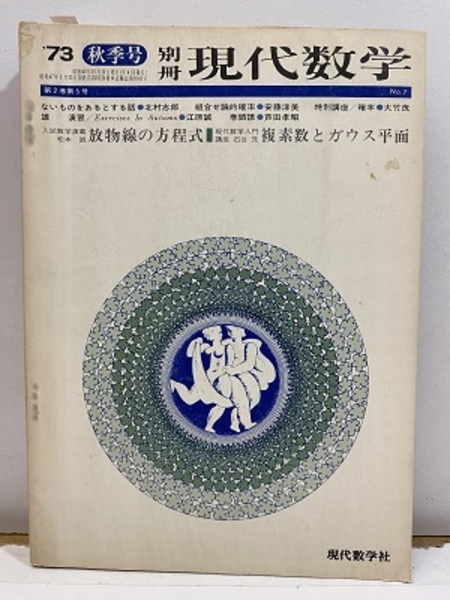 '73 秋季号 別冊 現代数学
第2巻第5号 No.7
ないものをあるとする話●北村志郎 組合せ論的確率●安藤洋美 特別講座/確率●大竹茂
雄 演習/Exercises In Autumn●江原誠 巻頭語●芦田孝昭
入試数学演義 松本誠 放物線の方程式 現代数学入門講座 石谷茂 複素数とガウス平面
現代数学社